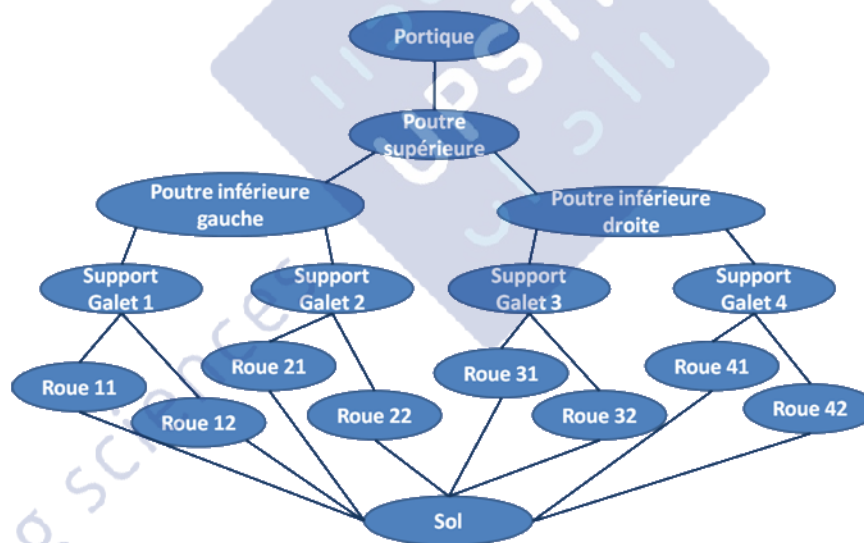 Portique
Poutre
supérieure
Poutre inférieure
gauche
Poutre inférieure
droite
Support
Galet 1
Support
Galet 2
Support
Galet 3
Support
Galet 4
Roue 11
Roue 12
Roue 21
Roue 22
Roue 31
Roue 32
Roue 41
Roue 42
Sol
UPSTI
g sciences